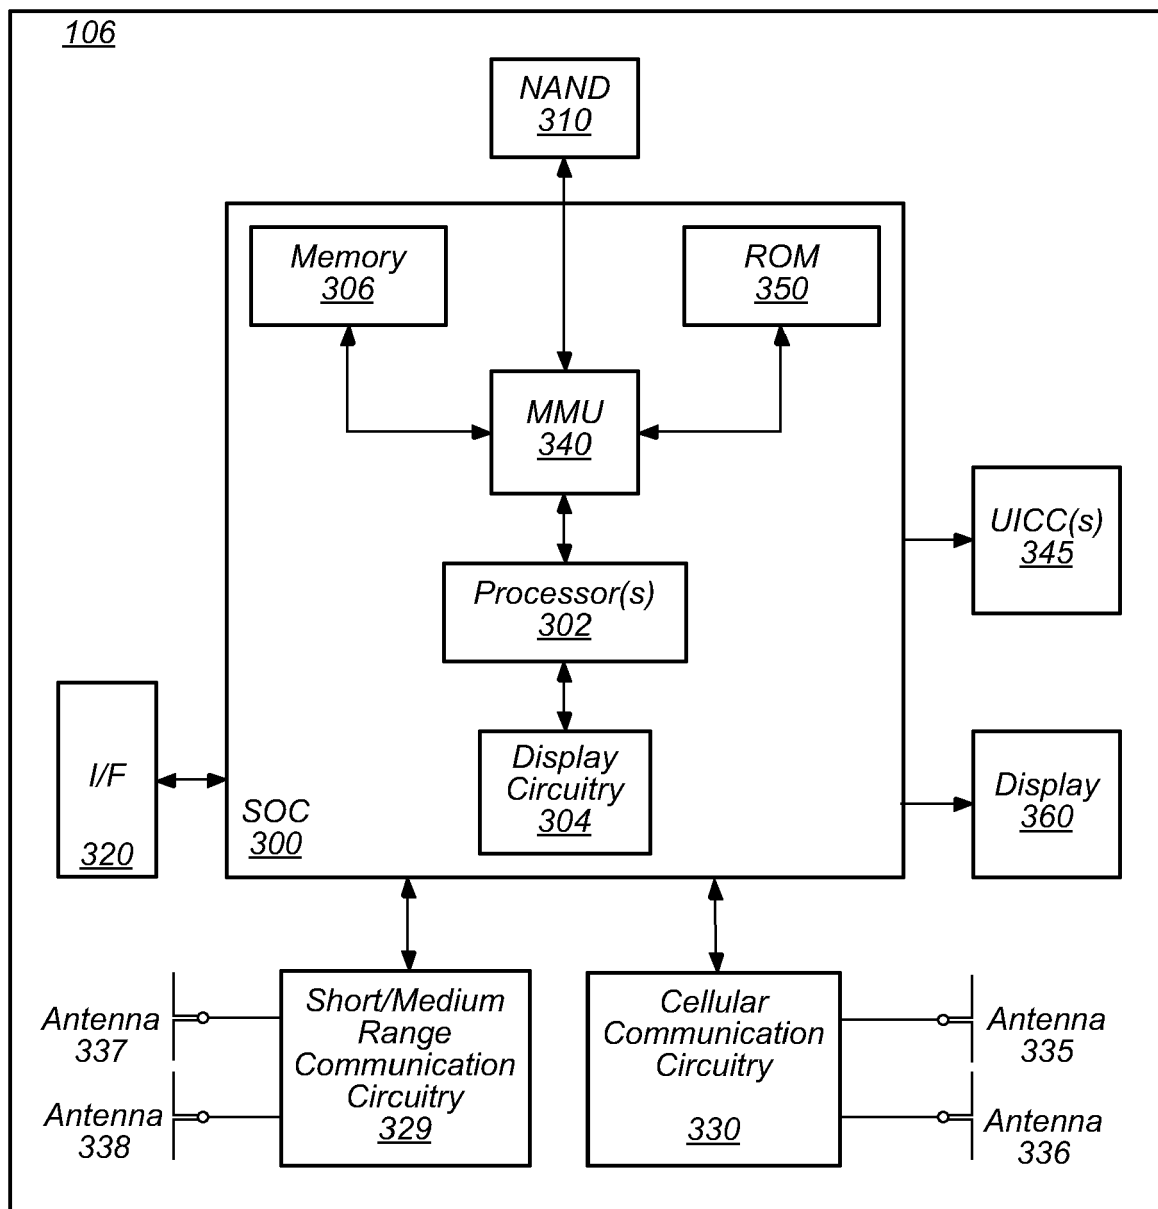 106
NAND
310
Memory
306
ROM
350
MMU
340
UICC(s)
345
Processor(s)
302
I/F
320
Display
Circuitry
304
SOC
300
Display
360
Antenna
337
Antenna
338
Short/Medium
Range
Communication
Circuitry
329
Cellular
Communication
Circuitry
330
Antenna
335
Antenna
336